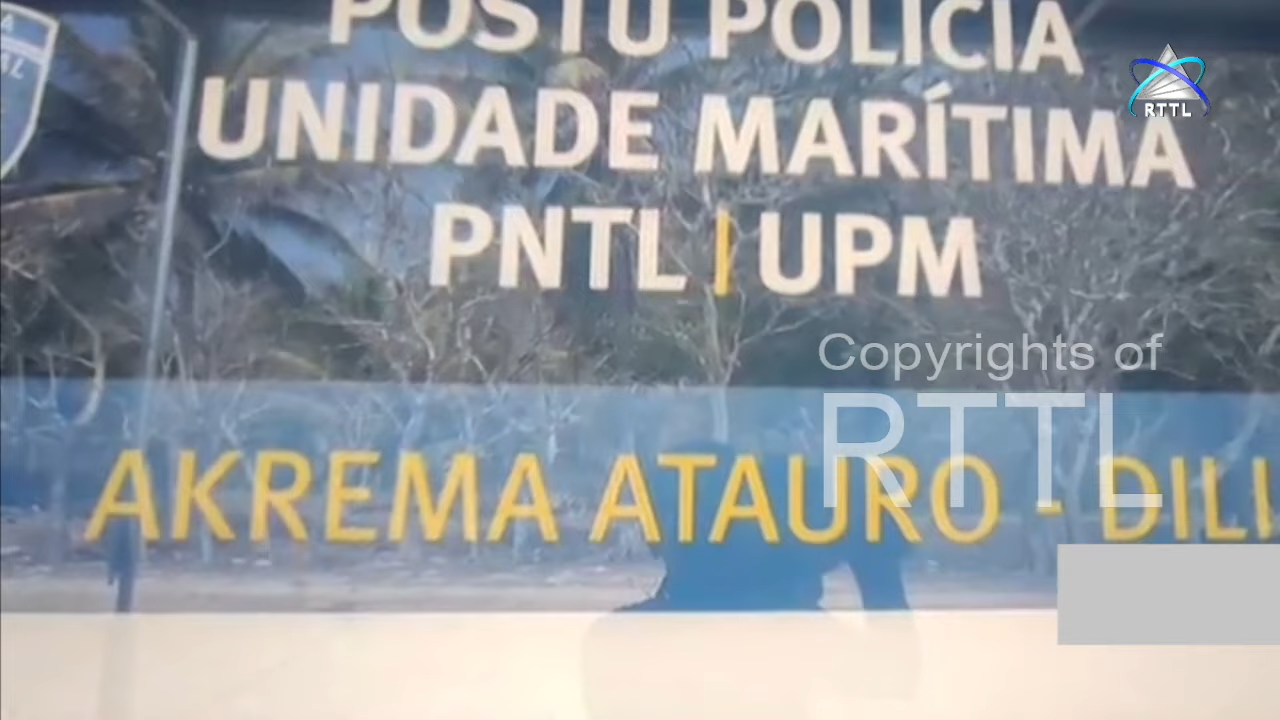 POSTU POLÍCIA
UNIDADE MARÍTIMA
PNTL | UPM
AKREMA ATAURO - DILI
RTTL
Copyrights of
RTTL